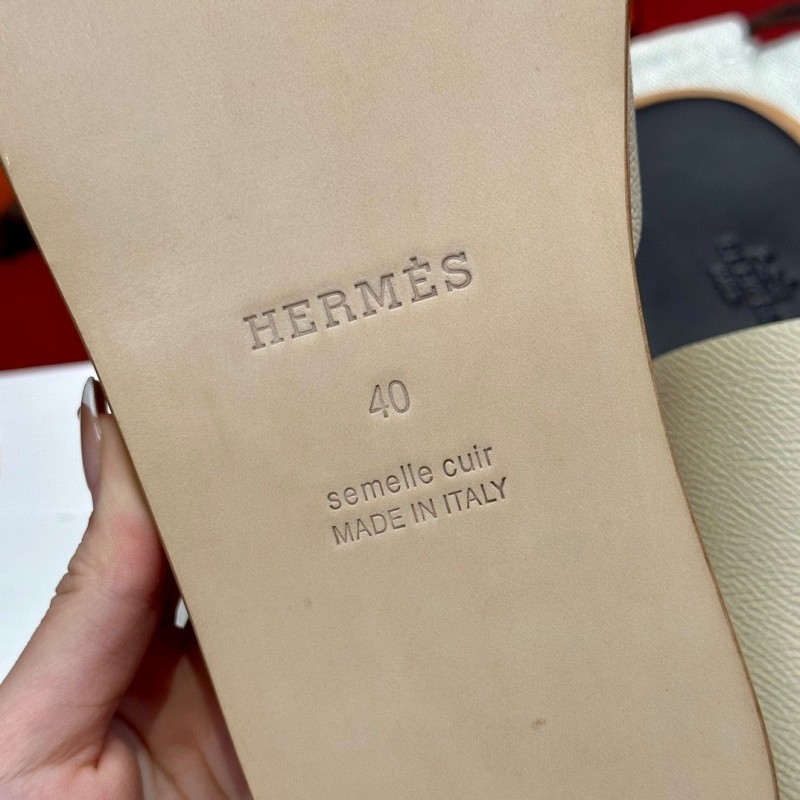 HERMÈS
40
semelle cuir
MADE IN ITALY